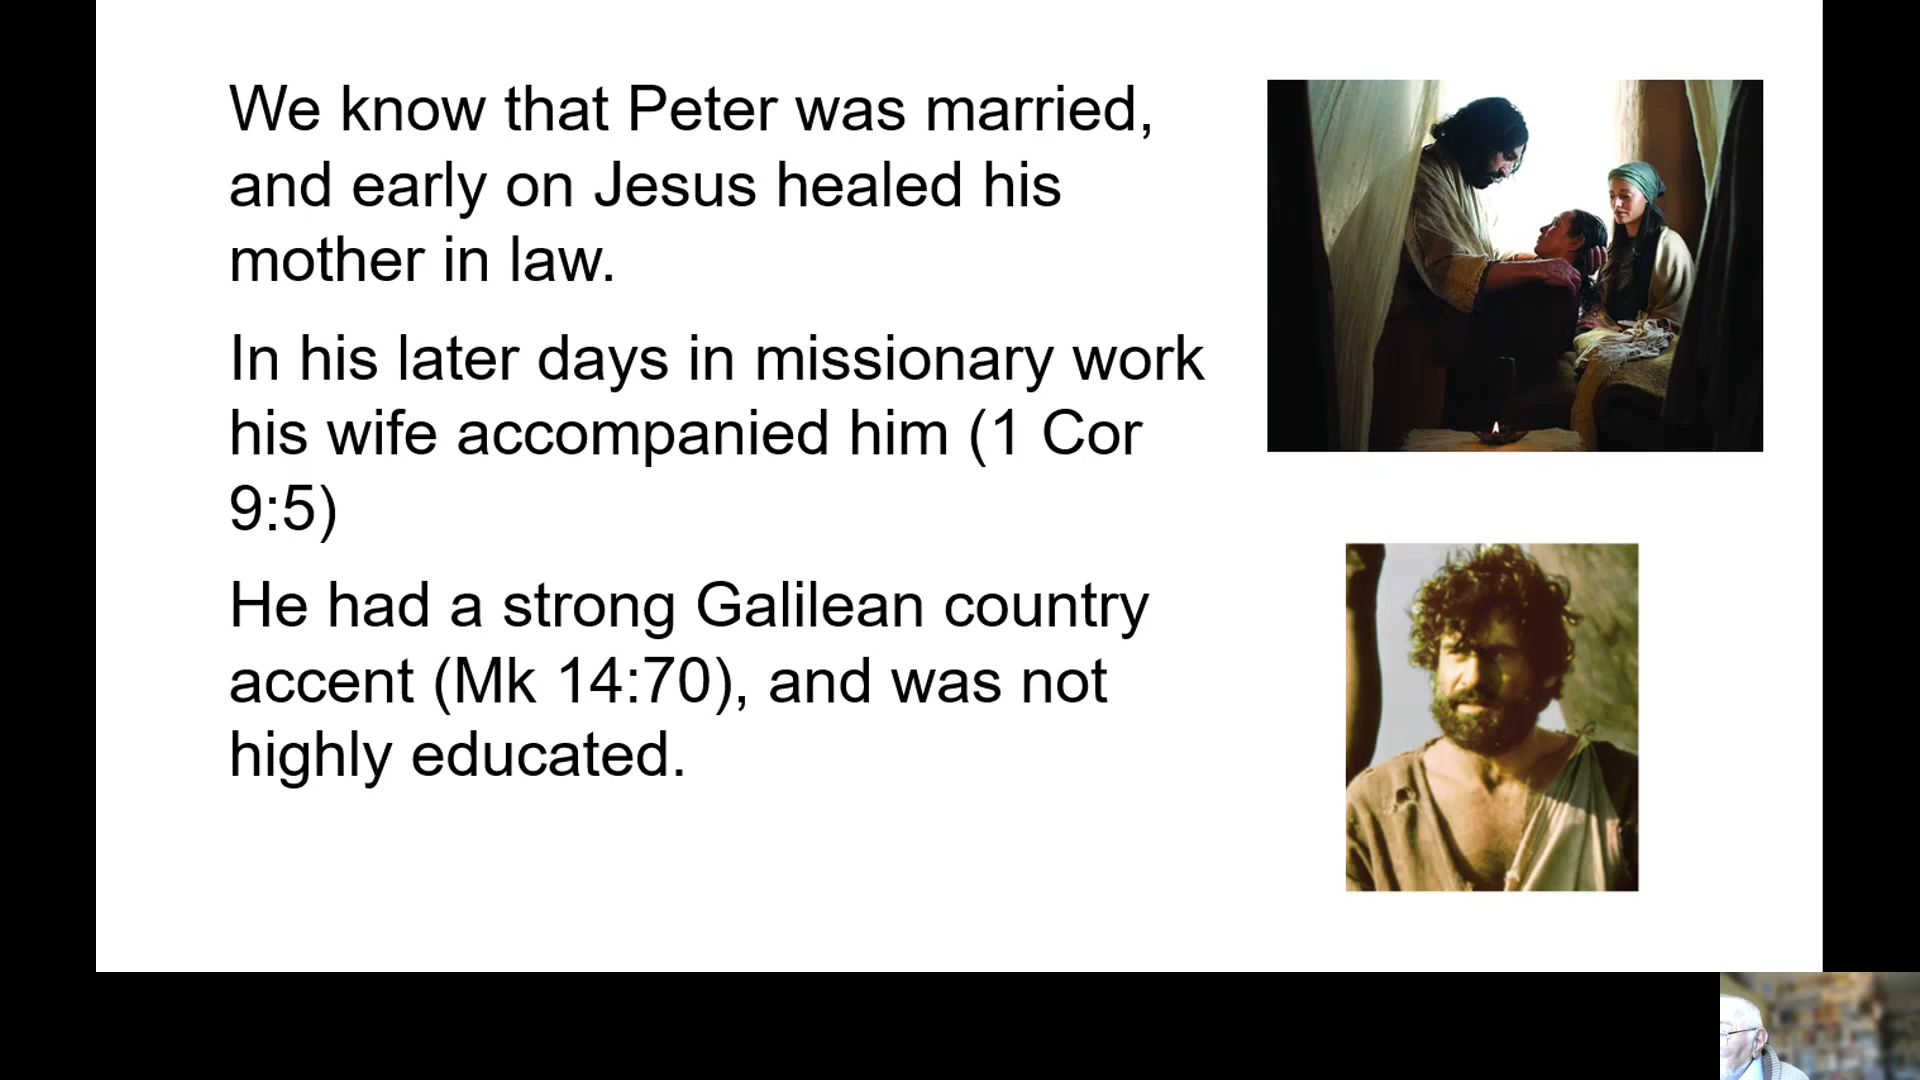 We know that Peter was married,
and early on Jesus healed his
mother in law.
In his later days in missionary work
his wife accompanied him (1 Cor
9:5)
He had a strong Galilean country
accent (Mk 14:70), and was not
highly educated.